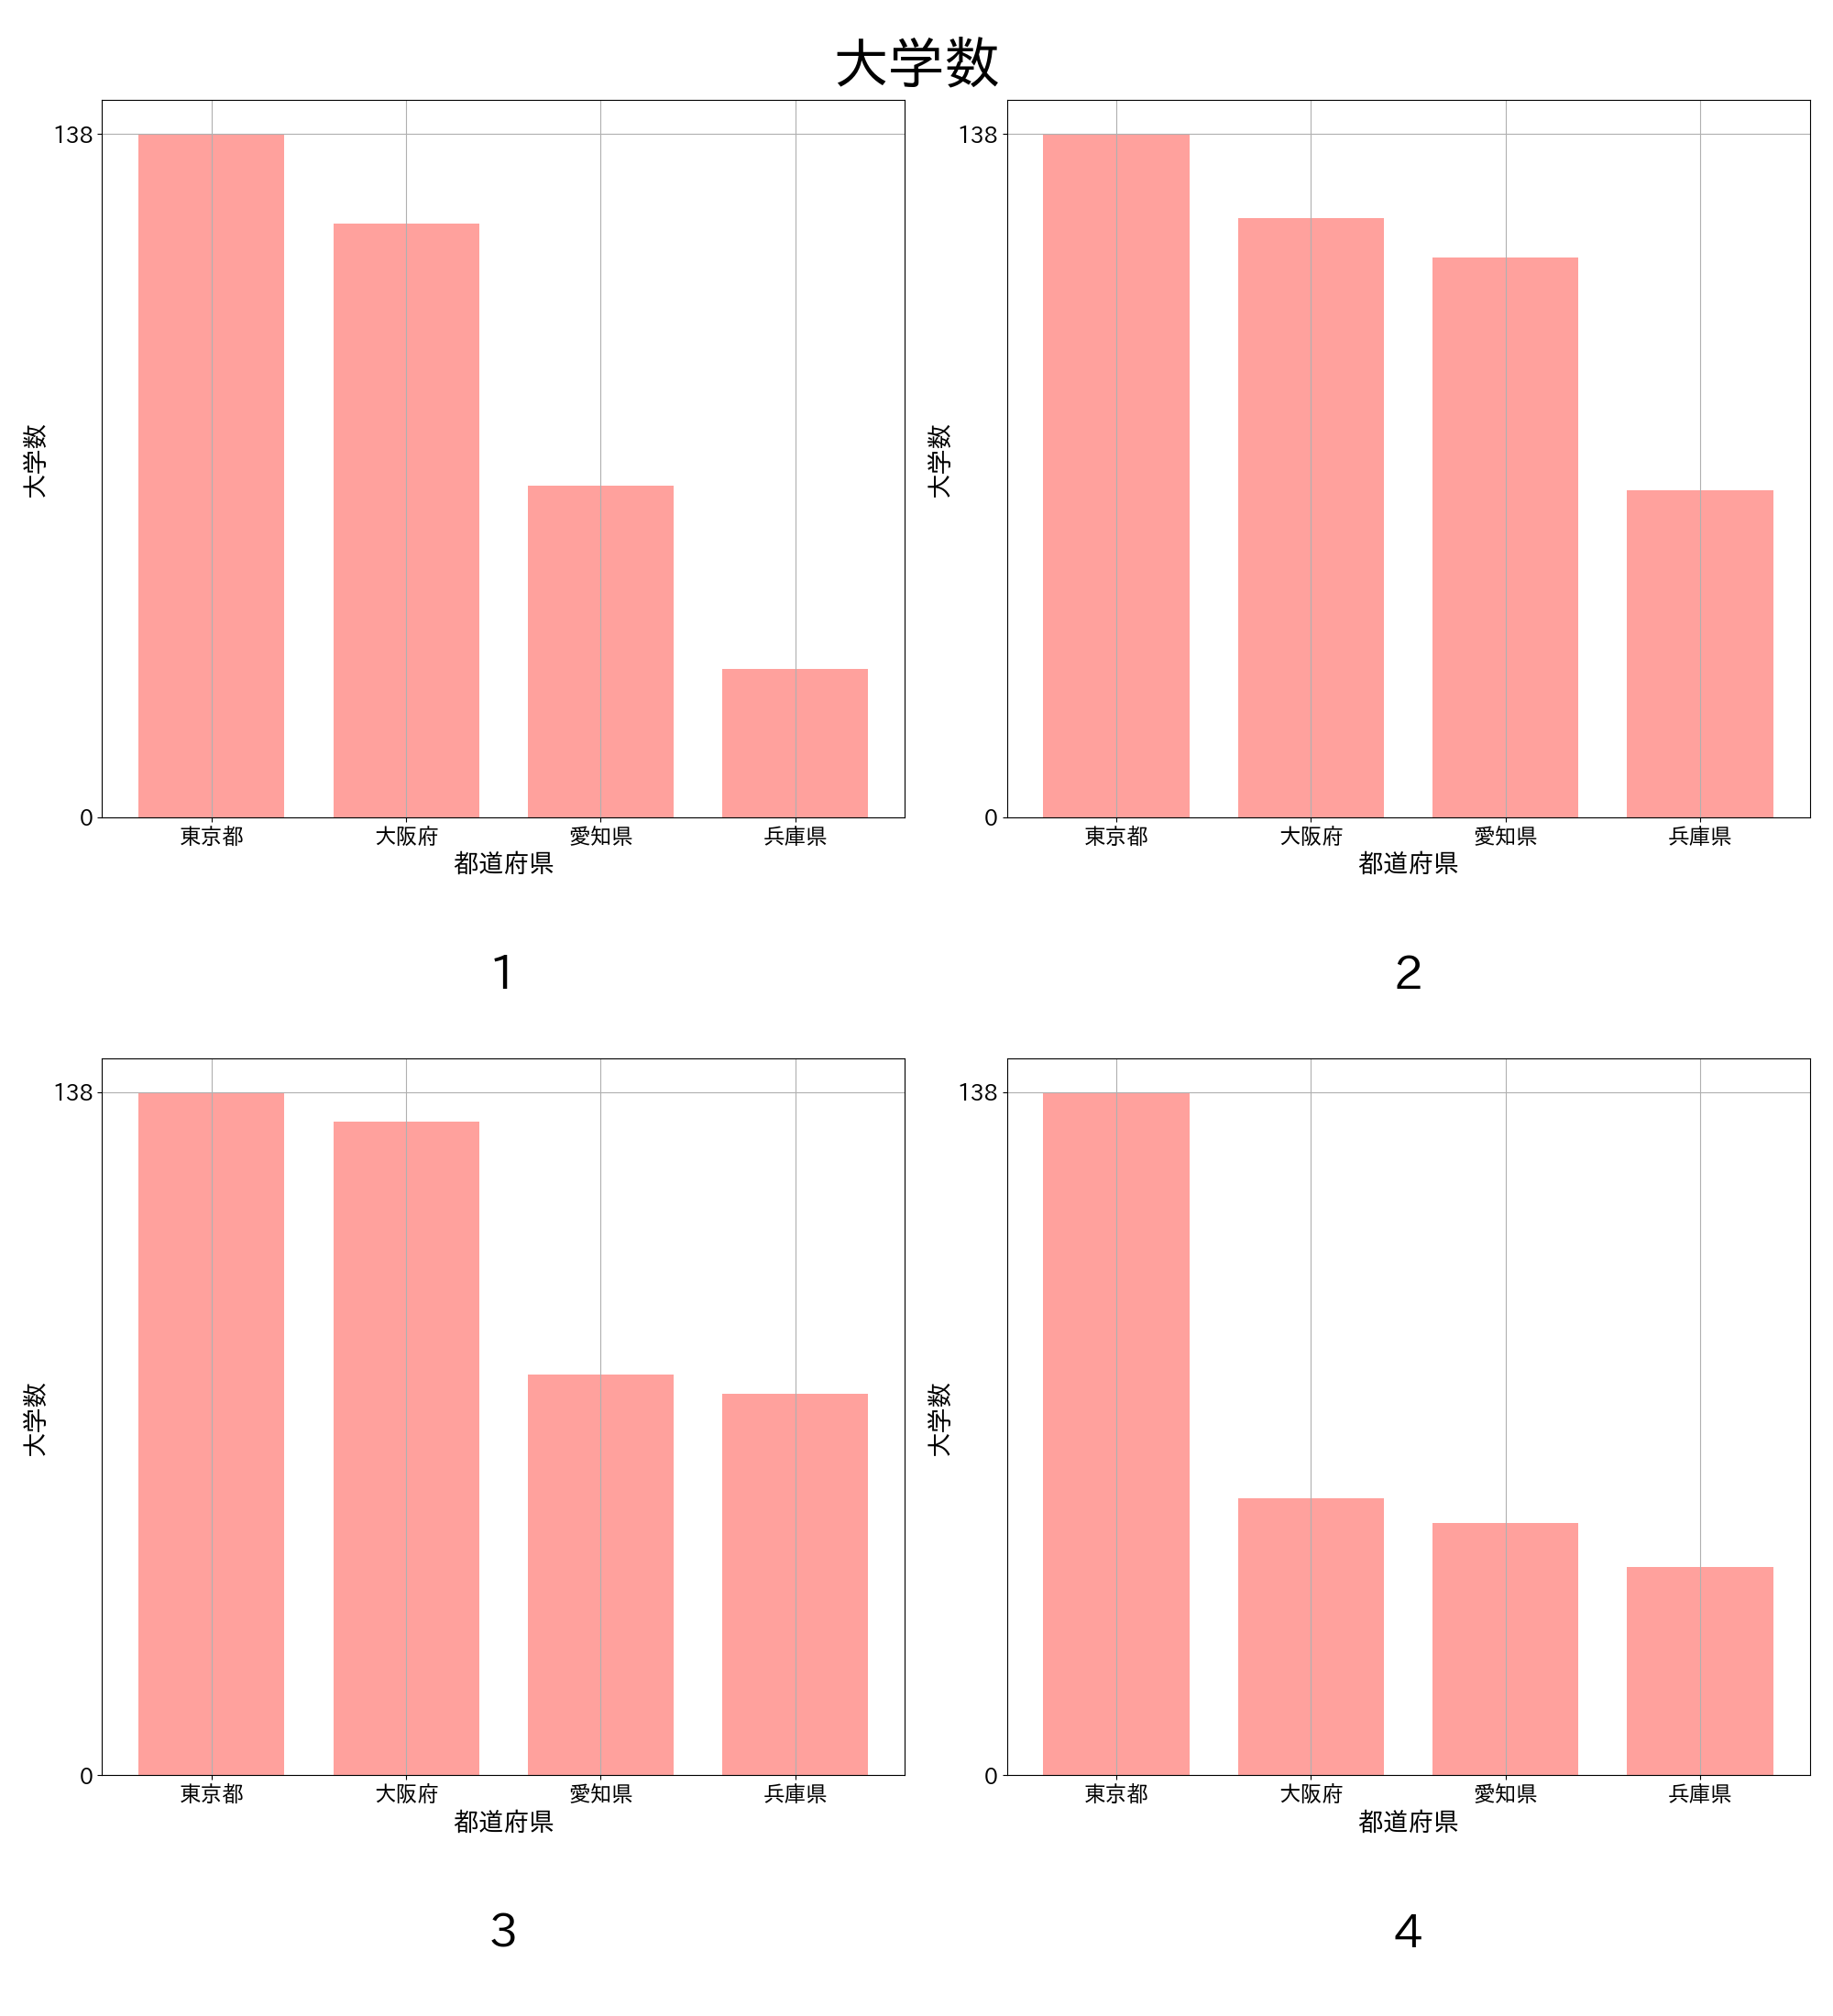 大学数
138
0
大学数
東京都 大阪府 愛知県 兵庫県
都道府県
1
138
0
大学数
東京都 大阪府 愛知県 兵庫県
都道府県
2
138
0
大学数
東京都 大阪府 愛知県 兵庫県
都道府県
3
138
0
大学数
東京都 大阪府 愛知県 兵庫県
都道府県
4